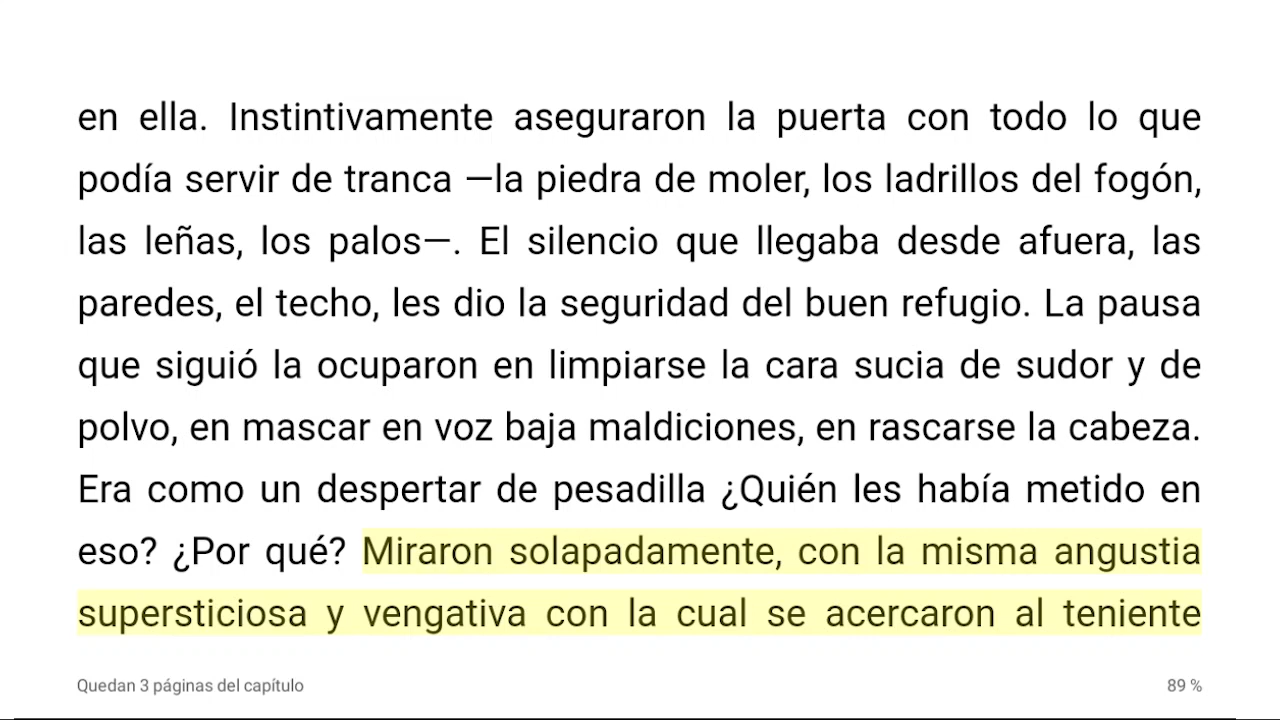 en ella. Instintivamente aseguraron la puerta con todo lo que
podía servir de tranca —la piedra de moler, los ladrillos del fogón,
las leñas, los palos—. El silencio que llegaba desde afuera, las
paredes, el techo, les dio la seguridad del buen refugio. La pausa
que siguió la ocuparon en limpiarse la cara sucia de sudor y de
polvo, en mascar en voz baja maldiciones, en rascarse la cabeza.
Era como un despertar de pesadilla ¿Quién les había metido en
eso? ¿Por qué? Miraron solapadamente, con la misma angustia
supersticiosa y vengativa con la cual se acercaron al teniente
Quedan 3 páginas del capítulo
89 %